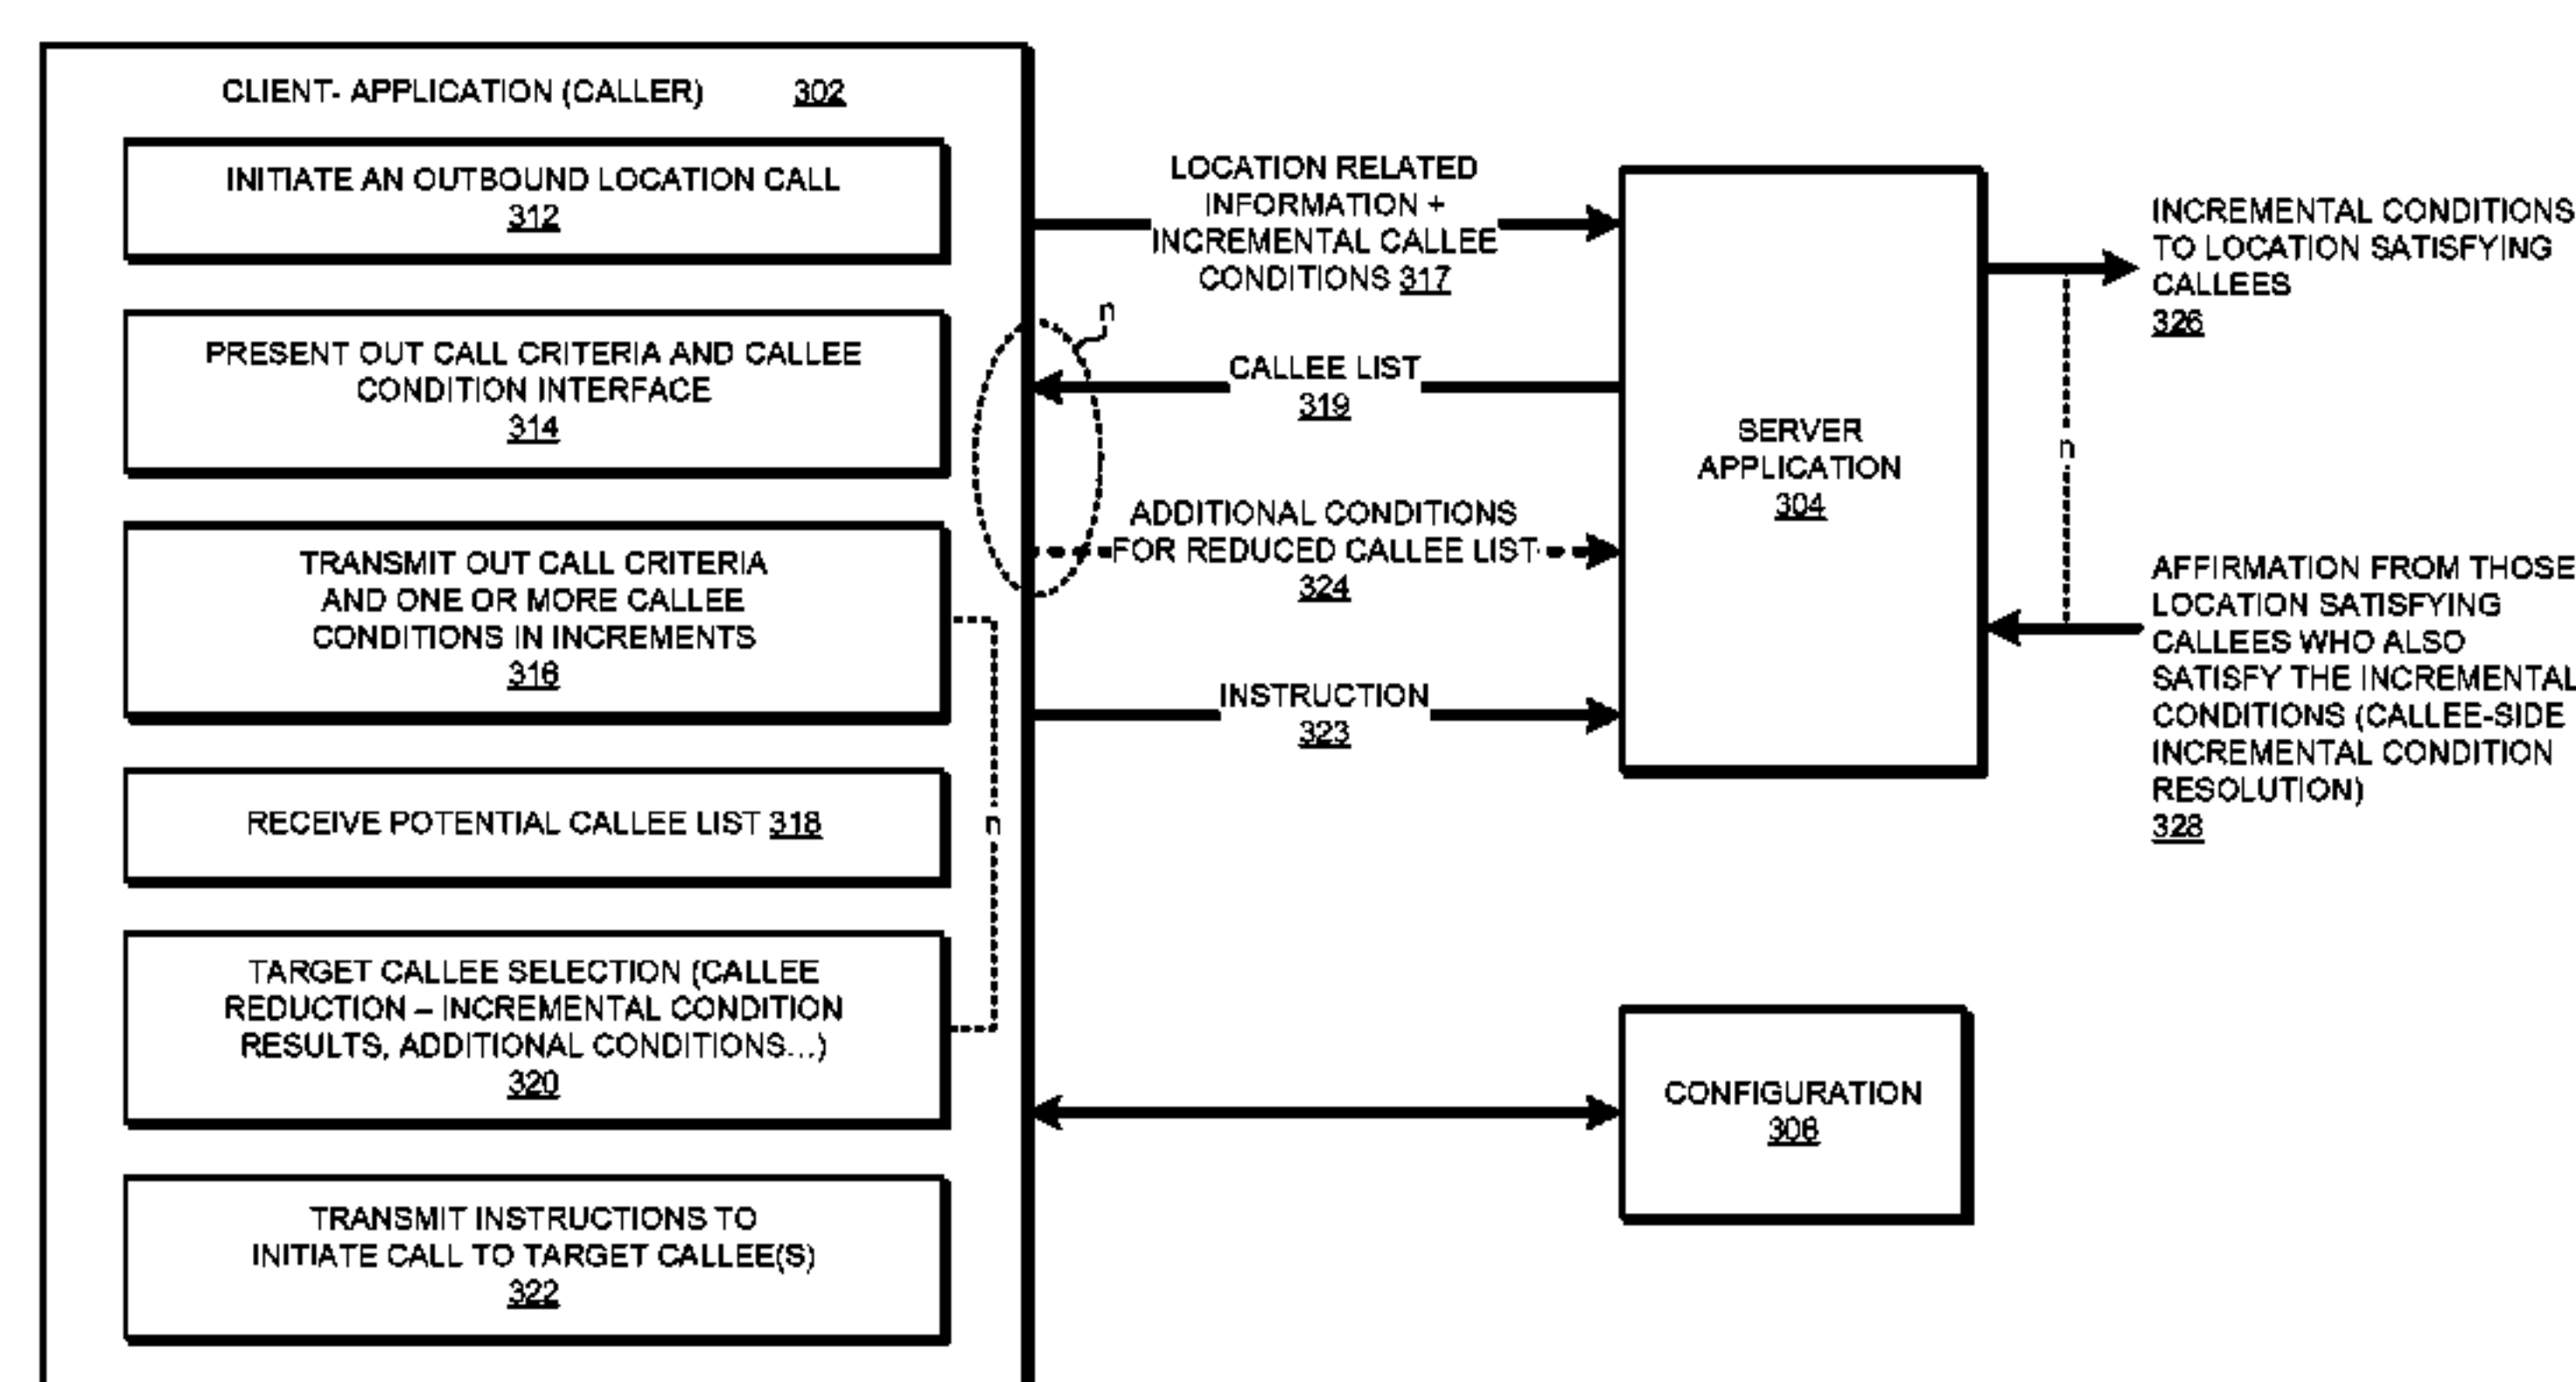 CLIENT- APPLICATION (CALLER) 302
INITIATE AN OUTBOUND LOCATION CALL
312
PRESENT OUT CALL CRITERIA AND CALLEE
CONDITION INTERFACE
314
TRANSMIT OUT CALL CRITERIA
AND ONE OR MORE CALLEE
CONDITIONS IN INCREMENTS
316
RECEIVE POTENTIAL CALLEE LIST 318
TARGET CALLEE SELECTION (CALLEE
REDUCTION – INCREMENTAL CONDITION
RESULTS, ADDITIONAL CONDITIONS...)
320
TRANSMIT INSTRUCTIONS TO
INITIATE CALL TO TARGET CALLEE(S)
322
n
n
LOCATION RELATED
INFORMATION +
INCREMENTAL CALLEE
CONDITIONS 317
CALLEE LIST
319
ADDITIONAL CONDITIONS
FOR REDUCED CALLEE LIST
324
INSTRUCTION
323
SERVER
APPLICATION
304
CONFIGURATION
306
INCREMENTAL CONDITIONS
TO LOCATION SATISFYING
CALLEES
326
n
AFFIRMATION FROM THOSE
LOCATION SATISFYING
CALLEES WHO ALSO
SATISFY THE INCREMENTAL
CONDITIONS (CALLEE-SIDE
INCREMENTAL CONDITION
RESOLUTION)
328